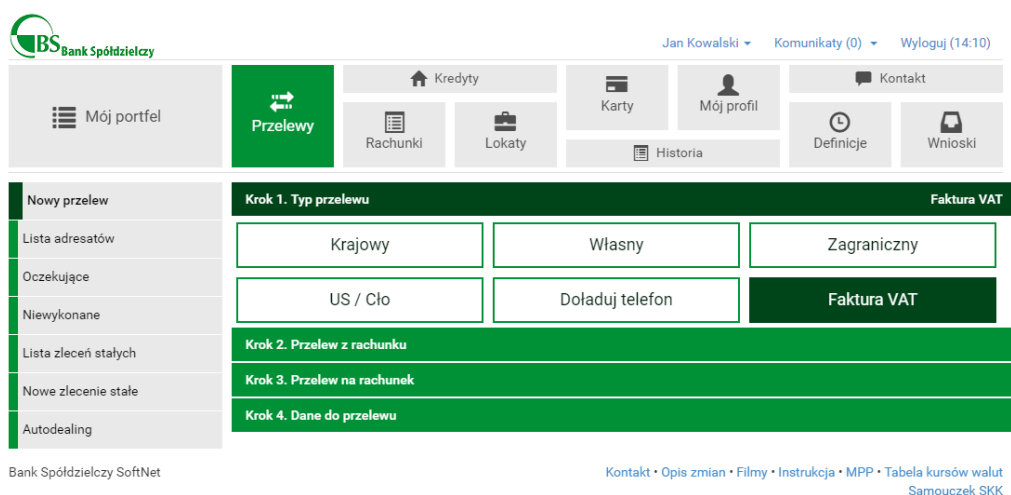 BS Bank Spółdzielczy
Jan Kowalski Komunikaty (0) Wyloguj (14:10)
Mój portfel
Przelewy
Kredyty
Rachunki
Lokaty
Karty
Mój profil
Historia
Kontakt
Definicje
Wnioski
Nowy przelew
Lista adresatów
Oczekujące
Niewykonane
Lista zleceń stałych
Nowe zlecenie stałe
Autodealing
Krok 1. Typ przelewu Faktura VAT
Krajowy Własny Zagraniczny
US / Cło Doładuj telefon Faktura VAT
Krok 2. Przelew z rachunku
Krok 3. Przelew na rachunek
Krok 4. Dane do przelewu
Bank Spółdzielczy SoftNet
Kontakt • Opis zmian • Filmy • Instrukcja • MPP • Tabela kursów walut
Samouczek SKK